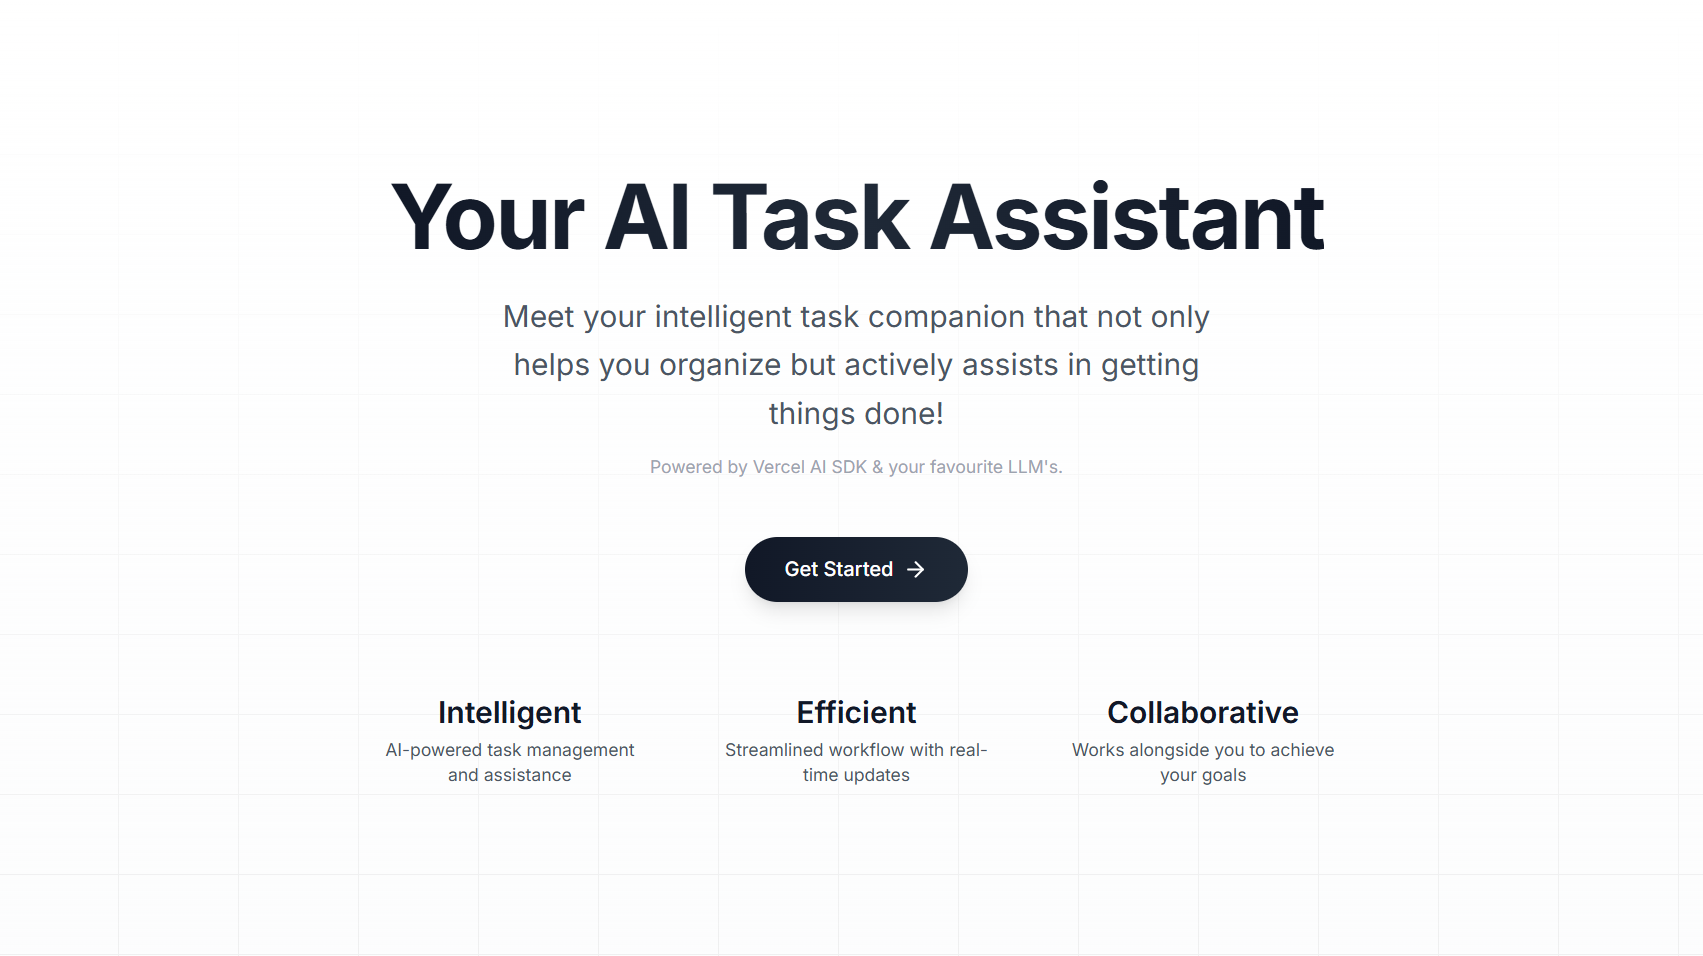 Your AI Task Assistant
Meet your intelligent task companion that not only
helps you organize but actively assists in getting
things done!
Powered by Vercel AI SDK & your favourite LLM's.
Get Started
Intelligent
AI-powered task management
and assistance
Efficient
Streamlined workflow with real-
time updates
Collaborative
Works alongside you to achieve
your goals